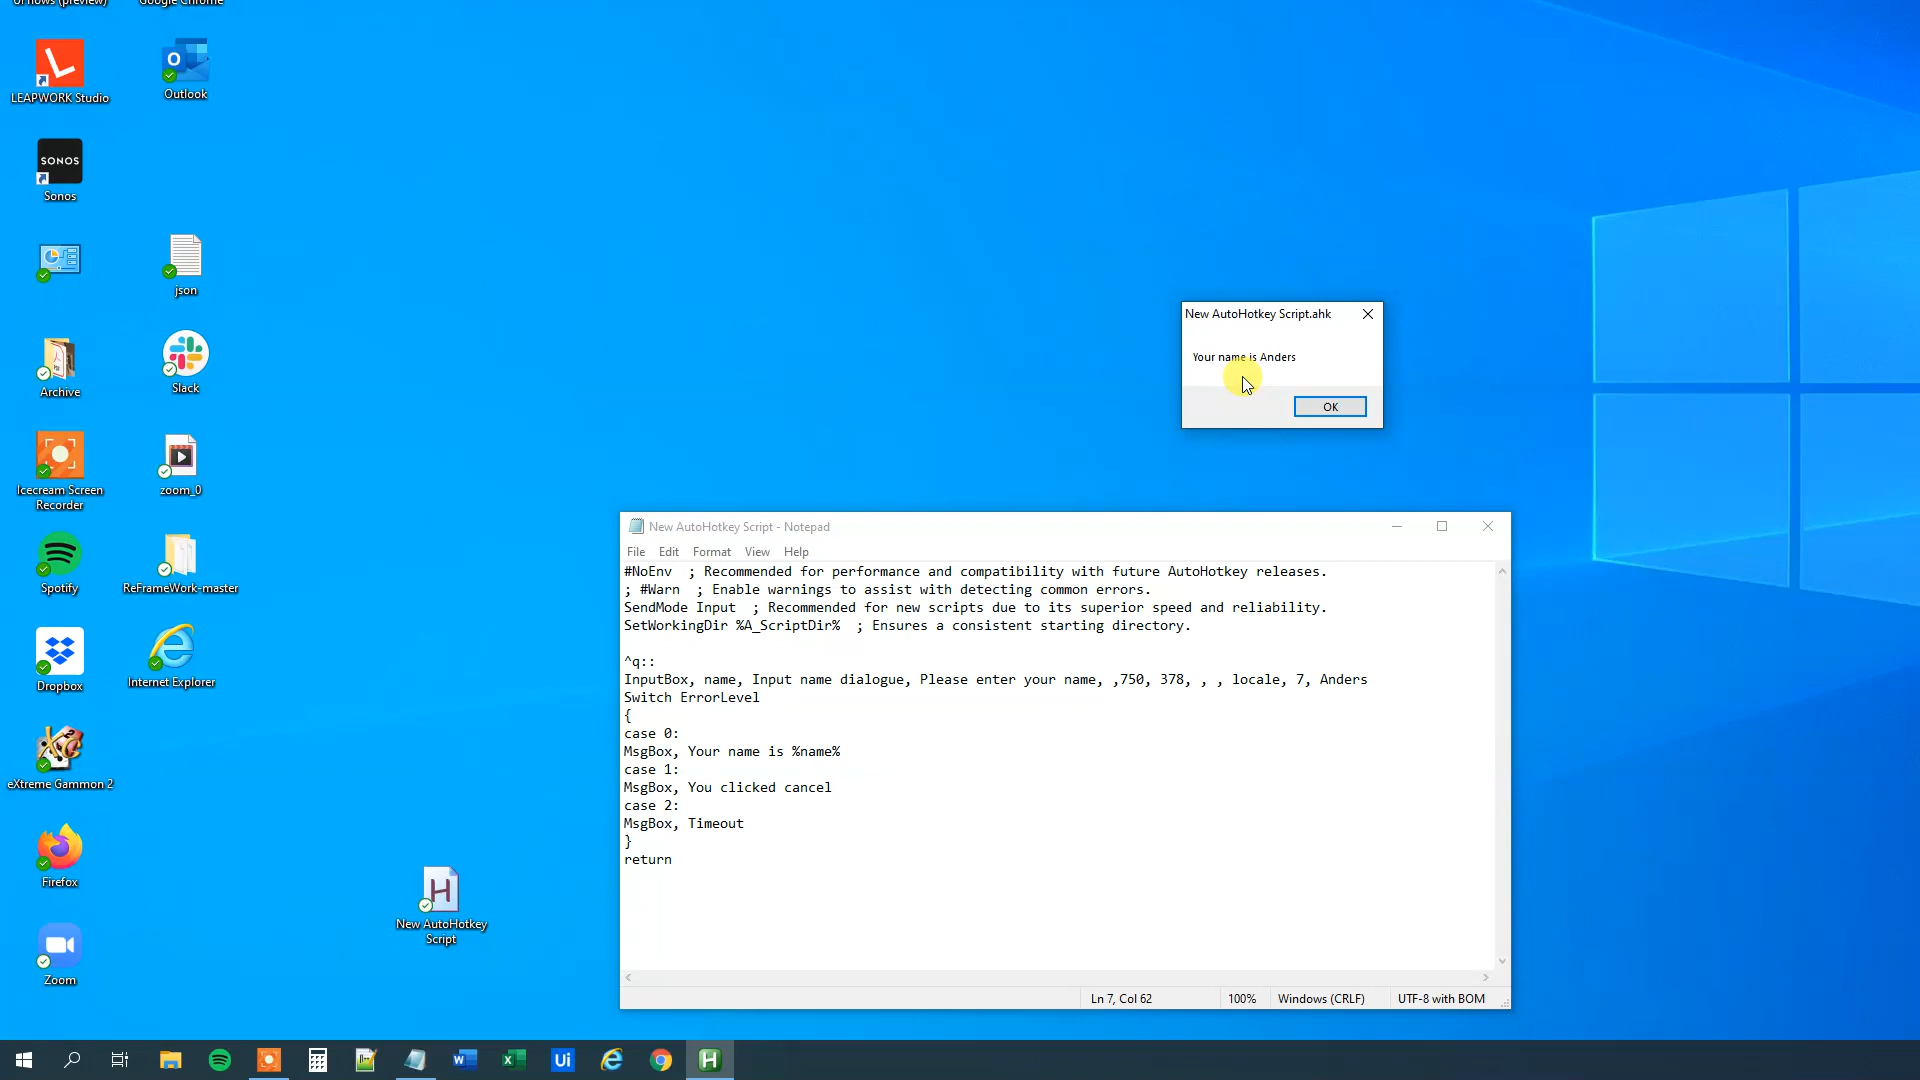 UI flows (preview)
Google Chrome
LEAPWORK Studio
Outlook
SONOS
Sonos
json
Archive
Slack
Icecream Screen
Recorder
zoom_0
Spotify
ReFrameWork-master
Dropbox
Internet Explorer
eXtreme Gammon 2
Firefox
Zoom
New AutoHotkey
Script
New AutoHotkey Script.ahk
Your name is Anders
OK
New AutoHotkey Script - Notepad
File Edit Format View Help
#NoEnv  ; Recommended for performance and compatibility with future AutoHotkey releases.
; #Warn  ; Enable warnings to assist with detecting common errors.
SendMode Input  ; Recommended for new scripts due to its superior speed and reliability.
SetWorkingDir %A_ScriptDir%  ; Ensures a consistent starting directory.
^q::
InputBox, name, Input name dialogue, Please enter your name, ,750, 378, , , locale, 7, Anders
Switch ErrorLevel
{
case 0:
MsgBox, Your name is %name%
case 1:
MsgBox, You clicked cancel
case 2:
MsgBox, Timeout
}
return
Ln 7, Col 62
100%
Windows (CRLF)
UTF-8 with BOM